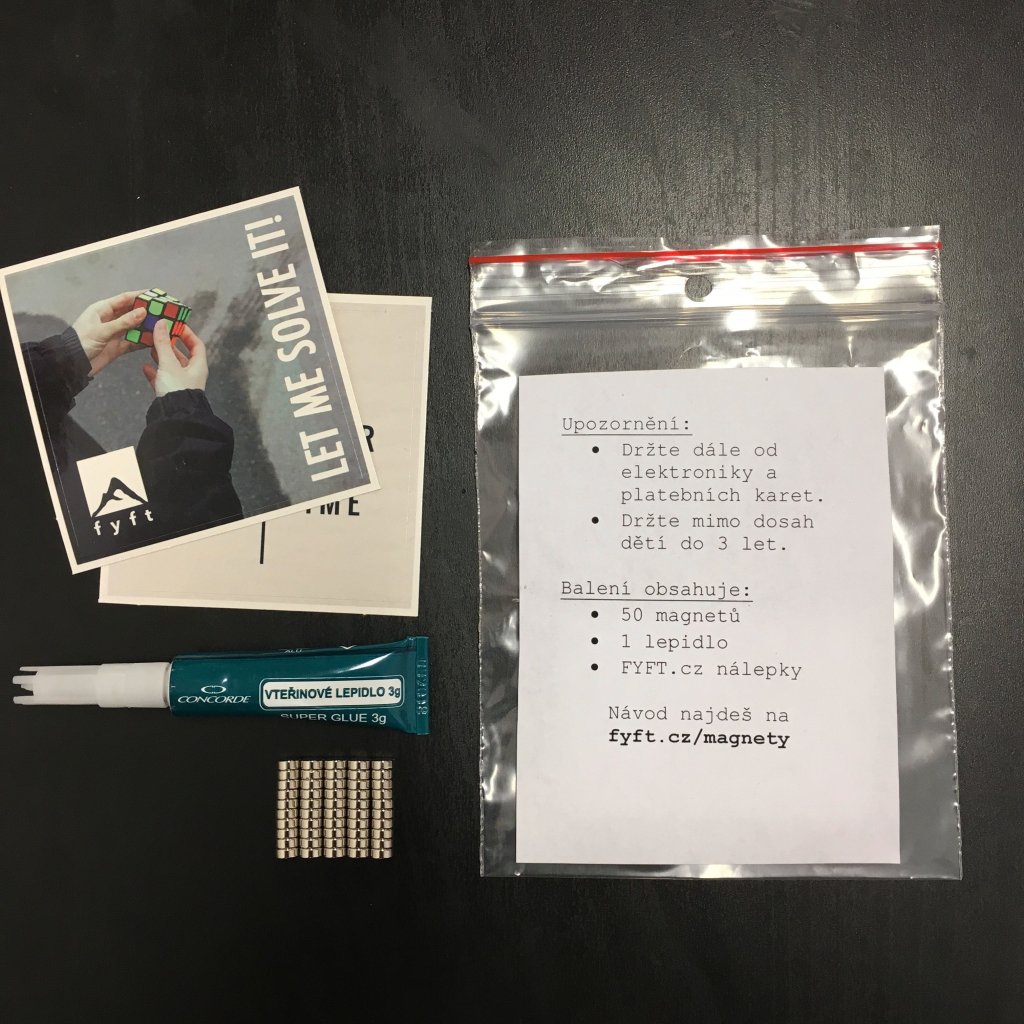 LET ME SOLVE IT!
fyft
CONCORDE
VTEŘINOVÉ LEPIDLO 3g
SUPER GLUE 3g
Upozornění:
• Držte dále od
elektroniky a
platebních karet.
• Držte mimo dosah
dětí do 3 let.
Balení obsahuje:
• 50 magnetů
• 1 lepidlo
• FYFT.cz nálepky
Návod najdeš na
fyft.cz/magnety